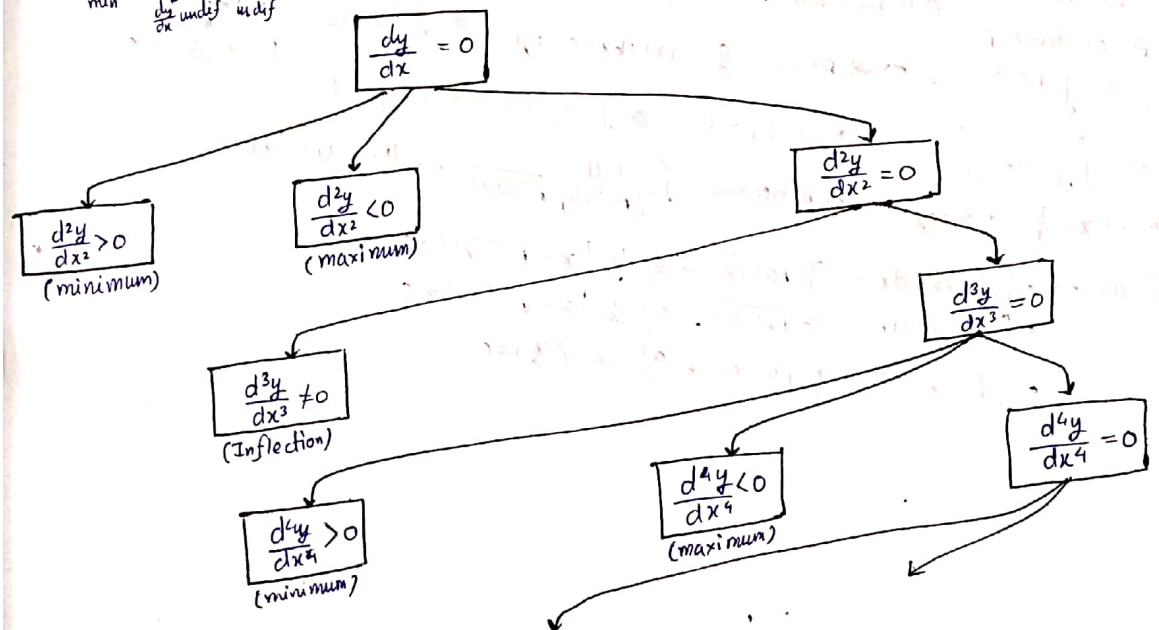 min dy/dx undif indif
dy/dx = 0
d²y/dx² > 0
(minimum)
d²y/dx² < 0
(maximum)
d²y/dx² = 0
d³y/dx³ = 0
d³y/dx³ ≠ 0
(Inflection)
d⁴y/dx⁴ > 0
(minimum)
d⁴y/dx⁴ < 0
(maximum)
d⁴y/dx⁴ = 0